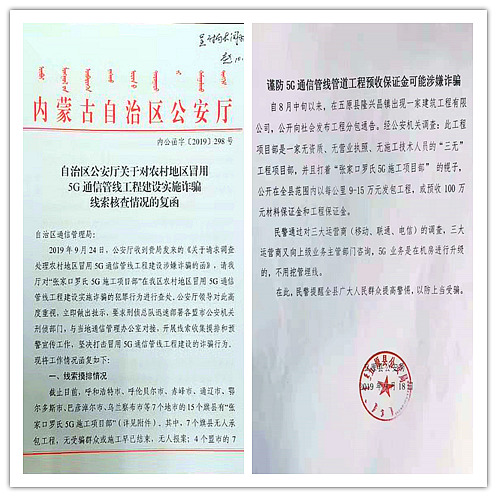 内蒙古自治区公安厅
内公函字〔2019〕298号
自治区公安厅关于对农村地区冒用
5G通信管线工程建设实施诈骗
线索核查情况的复函
自治区通信管理局：
2019年9月24日，公安厅收到贵局发来的《关于请求调查
处理农村地区冒用5G通信管线工程建设涉嫌诈骗的函》，请我
厅对“张家口罗氏5G施工项目部”在我区农村地区冒用5G通信管
线工程建设实施诈骗的犯罪行为进行查处。公安厅领导对此高
度重视，立即做出指示，要求刑侦总队迅速部署各盟市公安机关
刑侦部门，与当地通信管理办公室对接，开展线索收集摸排和预
警宣传工作，坚决打击冒用5G通信管线工程建设的诈骗行为。
现将工作情况函复如下：
一、线索摸排情况
截止目前，呼和浩特市、呼伦贝尔市、赤峰市、通辽市、鄂
尔多斯市、巴彦淖尔市、乌兰察布市等7个地市的15个旗县有“张
家口罗氏5G施工项目部”（详见附件）。其中，7个旗县无人承
包工程，无受骗群众或施工早已结束，无人报案；4个盟市的7
谨防5G通信管线管道工程预收保证金可能涉嫌诈骗
自8月中旬以来，在五原县隆兴昌镇出现一家建筑工程有限
公司，公开向社会发布工程分包通告。经公安机关调查：此工程
项目部是一家无资质、无营业执照、无施工技术人员的“三无”
工程项目部，并且打着“张家口罗氏5G施工项目部”的幌子，
公开在全县范围内以每公里9-15万元发包工程，或预收100万
元材料保证金和工程保证金。
民警通过对三大运营商（移动、联通、电信）的调查，三大
运营商又向上级业务主管部门咨询，5G业务是在机房进行升级
的，不用挖管埋线。
在此，民警提醒全县广大人民群众提高警惕，以防上当受骗。